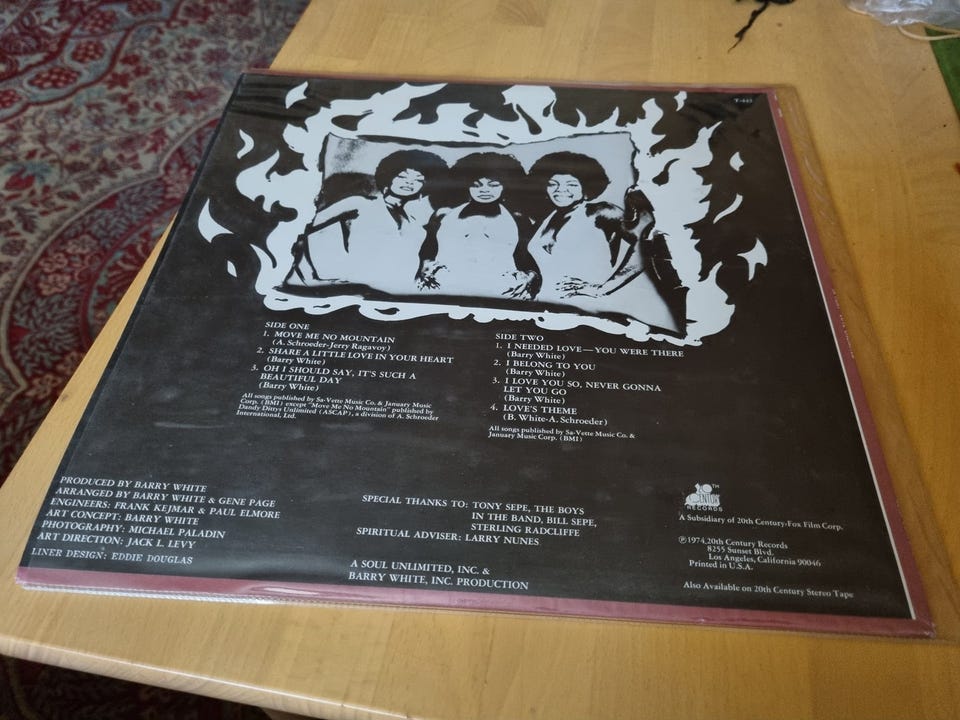 T-443
SIDE ONE
1. MOVE ME NO MOUNTAIN
(A. Schroeder-Jerry Ragavoy)
2. SHARE A LITTLE LOVE IN YOUR HEART
(Barry White)
3. OH I SHOULD SAY, IT'S SUCH A
BEAUTIFUL DAY
(Barry White)
All songs published by Sa-Vette Music Co. & January Music
Corp. (BMI) except "Move Me No Mountain" published by
Dandy Dittys Unlimited (ASCAP), a division of A. Schroeder
International, Ltd.
SIDE TWO
1. I NEEDED LOVE—YOU WERE THERE
(Barry White)
2. I BELONG TO YOU
(Barry White)
3. I LOVE YOU SO, NEVER GONNA
LET YOU GO
(Barry White)
4. LOVE'S THEME
(B. White-A. Schroeder)
All songs published by Sa-Vette Music Co. &
January Music Corp. (BMI)
PRODUCED BY BARRY WHITE
ARRANGED BY BARRY WHITE & GENE PAGE
ENGINEERS: FRANK KEJMAR & PAUL ELMORE
ART CONCEPT: BARRY WHITE
PHOTOGRAPHY: MICHAEL PALADIN
ART DIRECTION: JACK L. LEVY
LINER DESIGN: EDDIE DOUGLAS
SPECIAL THANKS TO: TONY SEPE, THE BOYS
IN THE BAND, BILL SEPE,
STERLING RADCLIFFE
SPIRITUAL ADVISER: LARRY NUNES
A SOUL UNLIMITED, INC. &
BARRY WHITE, INC. PRODUCTION
20TH
CENTURY
RECORDS
A Subsidiary of 20th Century-Fox Film Corp.
℗1974, 20th Century Records
8255 Sunset Blvd.
Los Angeles, California 90046
Printed in U.S.A.
Also Available on 20th Century Stereo Tape